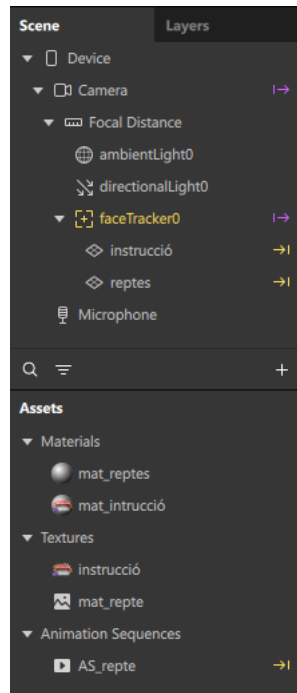 Scene Layers
Device
Camera
Focal Distance
ambientLight0
directionalLight0
faceTracker0
instrucció
reptes
Microphone
Assets
Materials
mat_reptes
mat_intrucció
Textures
instrucció
mat_repte
Animation Sequences
AS_repte